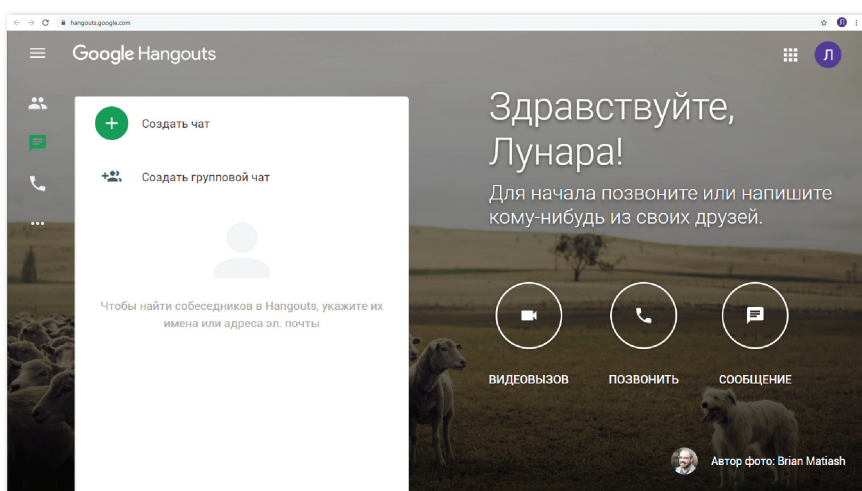 hangouts.google.com
Л
Google Hangouts
Л
Создать чат
Создать групповой чат
Чтобы найти собеседников в Hangouts, укажите их
имена или адреса эл. почты
Здравствуйте,
Лунара!
Для начала позвоните или напишите
кому-нибудь из своих друзей.
ВИДЕОВЫЗОВ
ПОЗВОНИТЬ
СООБЩЕНИЕ
Автор фото: Brian Matiash